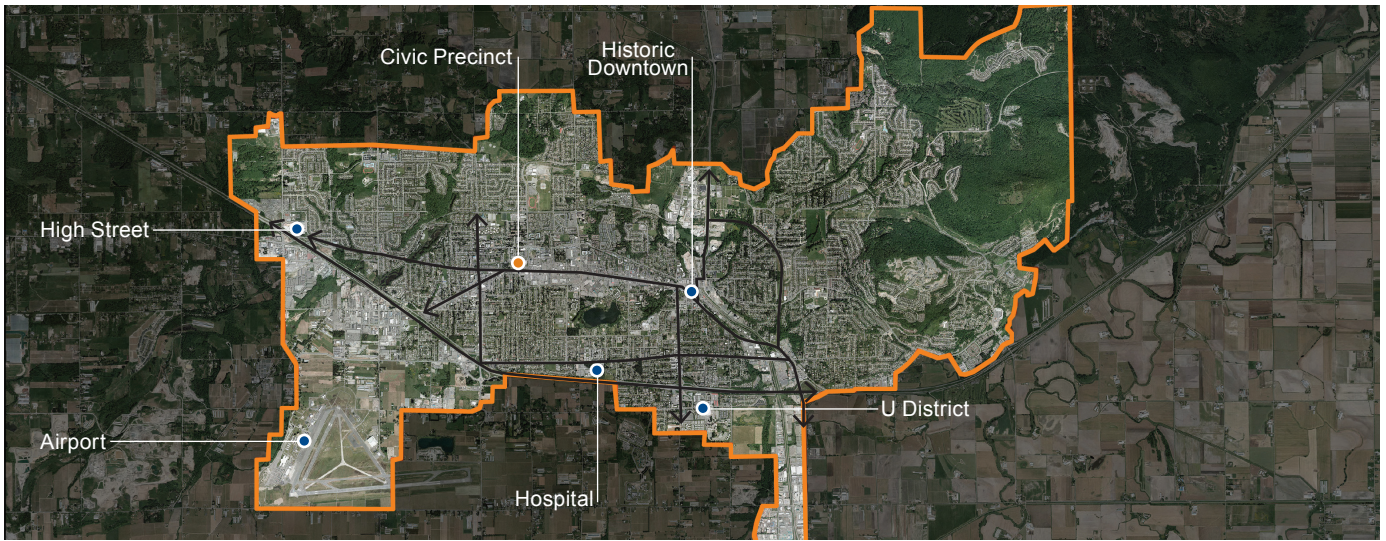 Civic Precinct
Historic
Downtown
High Street
U District
Airport
Hospital